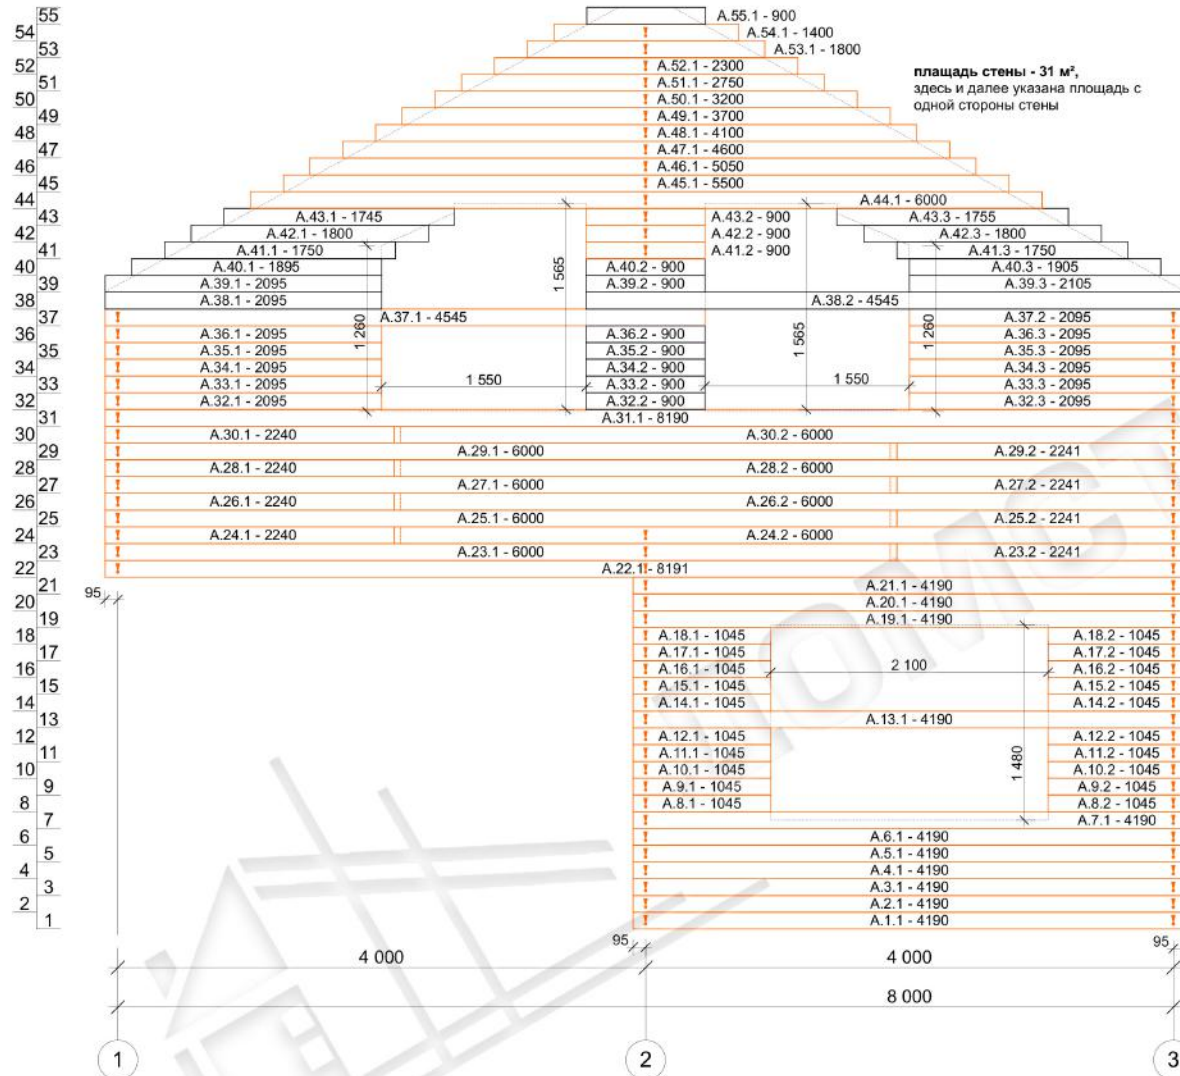 55 А.55.1 - 900
54 А.54.1 - 1400
53 А.53.1 - 1800
52 А.52.1 - 2300
51 А.51.1 - 2750
50 А.50.1 - 3200
49 А.49.1 - 3700
48 А.48.1 - 4100
47 А.47.1 - 4600
46 А.46.1 - 5050
45 А.45.1 - 5500
плащадь стены - 31 м²,
здесь и далее указана площадь с
одной стороны стены
44 А.44.1 - 6000
43 А.43.1 - 1745 А.43.2 - 900 А.43.3 - 1755
42 А.42.1 - 1800 А.42.2 - 900 А.42.3 - 1800
41 А.41.1 - 1750 А.41.2 - 900 А.41.3 - 1750
40 А.40.1 - 1895 А.40.2 - 900 А.40.3 - 1905
39 А.39.1 - 2095 А.39.2 - 900 А.39.3 - 2105
38 А.38.1 - 2095 А.38.2 - 4545
37 А.37.1 - 4545 А.37.2 - 2095
36 А.36.1 - 2095 А.36.2 - 900 А.36.3 - 2095
35 А.35.1 - 2095 А.35.2 - 900 А.35.3 - 2095
34 А.34.1 - 2095 А.34.2 - 900 А.34.3 - 2095
33 А.33.1 - 2095 А.33.2 - 900 А.33.3 - 2095
32 А.32.1 - 2095 А.32.2 - 900 А.32.3 - 2095
1 260
1 565
1 565
1 260
1 550
1 550
31 А.31.1 - 8190
30 А.30.1 - 2240 А.30.2 - 6000
29 А.29.1 - 6000 А.29.2 - 2241
28 А.28.1 - 2240 А.28.2 - 6000
27 А.27.1 - 6000 А.27.2 - 2241
26 А.26.1 - 2240 А.26.2 - 6000
25 А.25.1 - 6000 А.25.2 - 2241
24 А.24.1 - 2240 А.24.2 - 6000
23 А.23.1 - 6000 А.23.2 - 2241
22 А.22.1 - 8191
21 А.21.1 - 4190
95
20 А.20.1 - 4190
19 А.19.1 - 4190
18 А.18.1 - 1045 А.18.2 - 1045
17 А.17.1 - 1045 А.17.2 - 1045
16 А.16.1 - 1045 2 100 А.16.2 - 1045
15 А.15.1 - 1045 А.15.2 - 1045
14 А.14.1 - 1045 А.14.2 - 1045
13 А.13.1 - 4190
12 А.12.1 - 1045 А.12.2 - 1045
11 А.11.1 - 1045 А.11.2 - 1045
10 А.10.1 - 1045 1 480 А.10.2 - 1045
9 А.9.1 - 1045 А.9.2 - 1045
8 А.8.1 - 1045 А.8.2 - 1045
7 А.7.1 - 4190
6 А.6.1 - 4190
5 А.5.1 - 4190
4 А.4.1 - 4190
3 А.3.1 - 4190
2 А.2.1 - 4190
1 А.1.1 - 4190
95 95
4 000 4 000
8 000
1 2 3